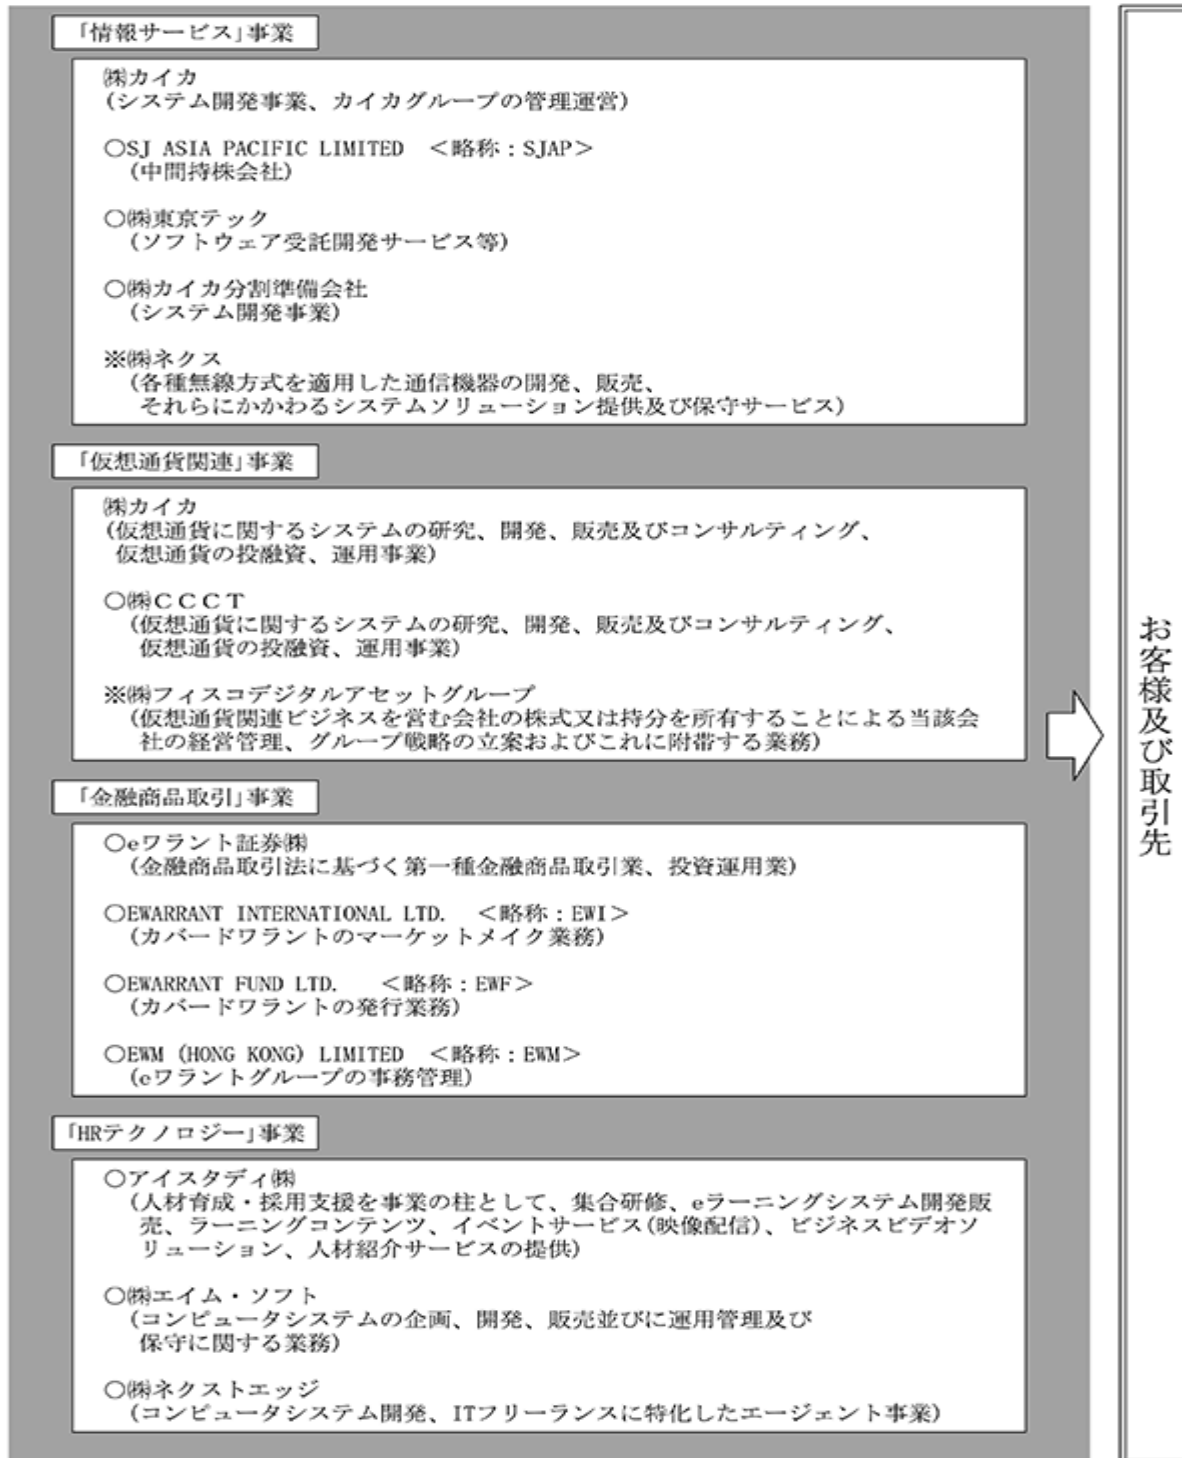 「情報サービス」事業
㈱カイカ
(システム開発事業、カイカグループの管理運営)
○SJ ASIA PACIFIC LIMITED ＜略称：SJAP＞
(中間持株会社)
○㈱東京テック
(ソフトウェア受託開発サービス等)
○㈱カイカ分割準備会社
(システム開発事業)
※㈱ネクス
(各種無線方式を適用した通信機器の開発、販売、
それらにかかわるシステムソリューション提供及び保守サービス)
「仮想通貨関連」事業
㈱カイカ
(仮想通貨に関するシステムの研究、開発、販売及びコンサルティング、
仮想通貨の投融資、運用事業)
○㈱ＣＣＣＴ
(仮想通貨に関するシステムの研究、開発、販売及びコンサルティング、
仮想通貨の投融資、運用事業)
※㈱フィスコデジタルアセットグループ
(仮想通貨関連ビジネスを営む会社の株式又は持分を所有することによる当該会
社の経営管理、グループ戦略の立案およびこれに附帯する業務)
「金融商品取引」事業
○eワラント証券㈱
(金融商品取引法に基づく第一種金融商品取引業、投資運用業)
○EWARRANT INTERNATIONAL LTD. ＜略称：EWI＞
(カバードワラントのマーケットメイク業務)
○EWARRANT FUND LTD. ＜略称：EWF＞
(カバードワラントの発行業務)
○EWM (HONG KONG) LIMITED ＜略称：EWM＞
(eワラントグループの事務管理)
「HRテクノロジー」事業
○アイスタディ㈱
(人材育成・採用支援を事業の柱として、集合研修、eラーニングシステム開発販
売、ラーニングコンテンツ、イベントサービス(映像配信)、ビジネスビデオソ
リューション、人材紹介サービスの提供)
○㈱エイム・ソフト
(コンピュータシステムの企画、開発、販売並びに運用管理及び
保守に関する業務)
○㈱ネクストエッジ
(コンピュータシステム開発、ITフリーランスに特化したエージェント事業)
お客様及び取引先